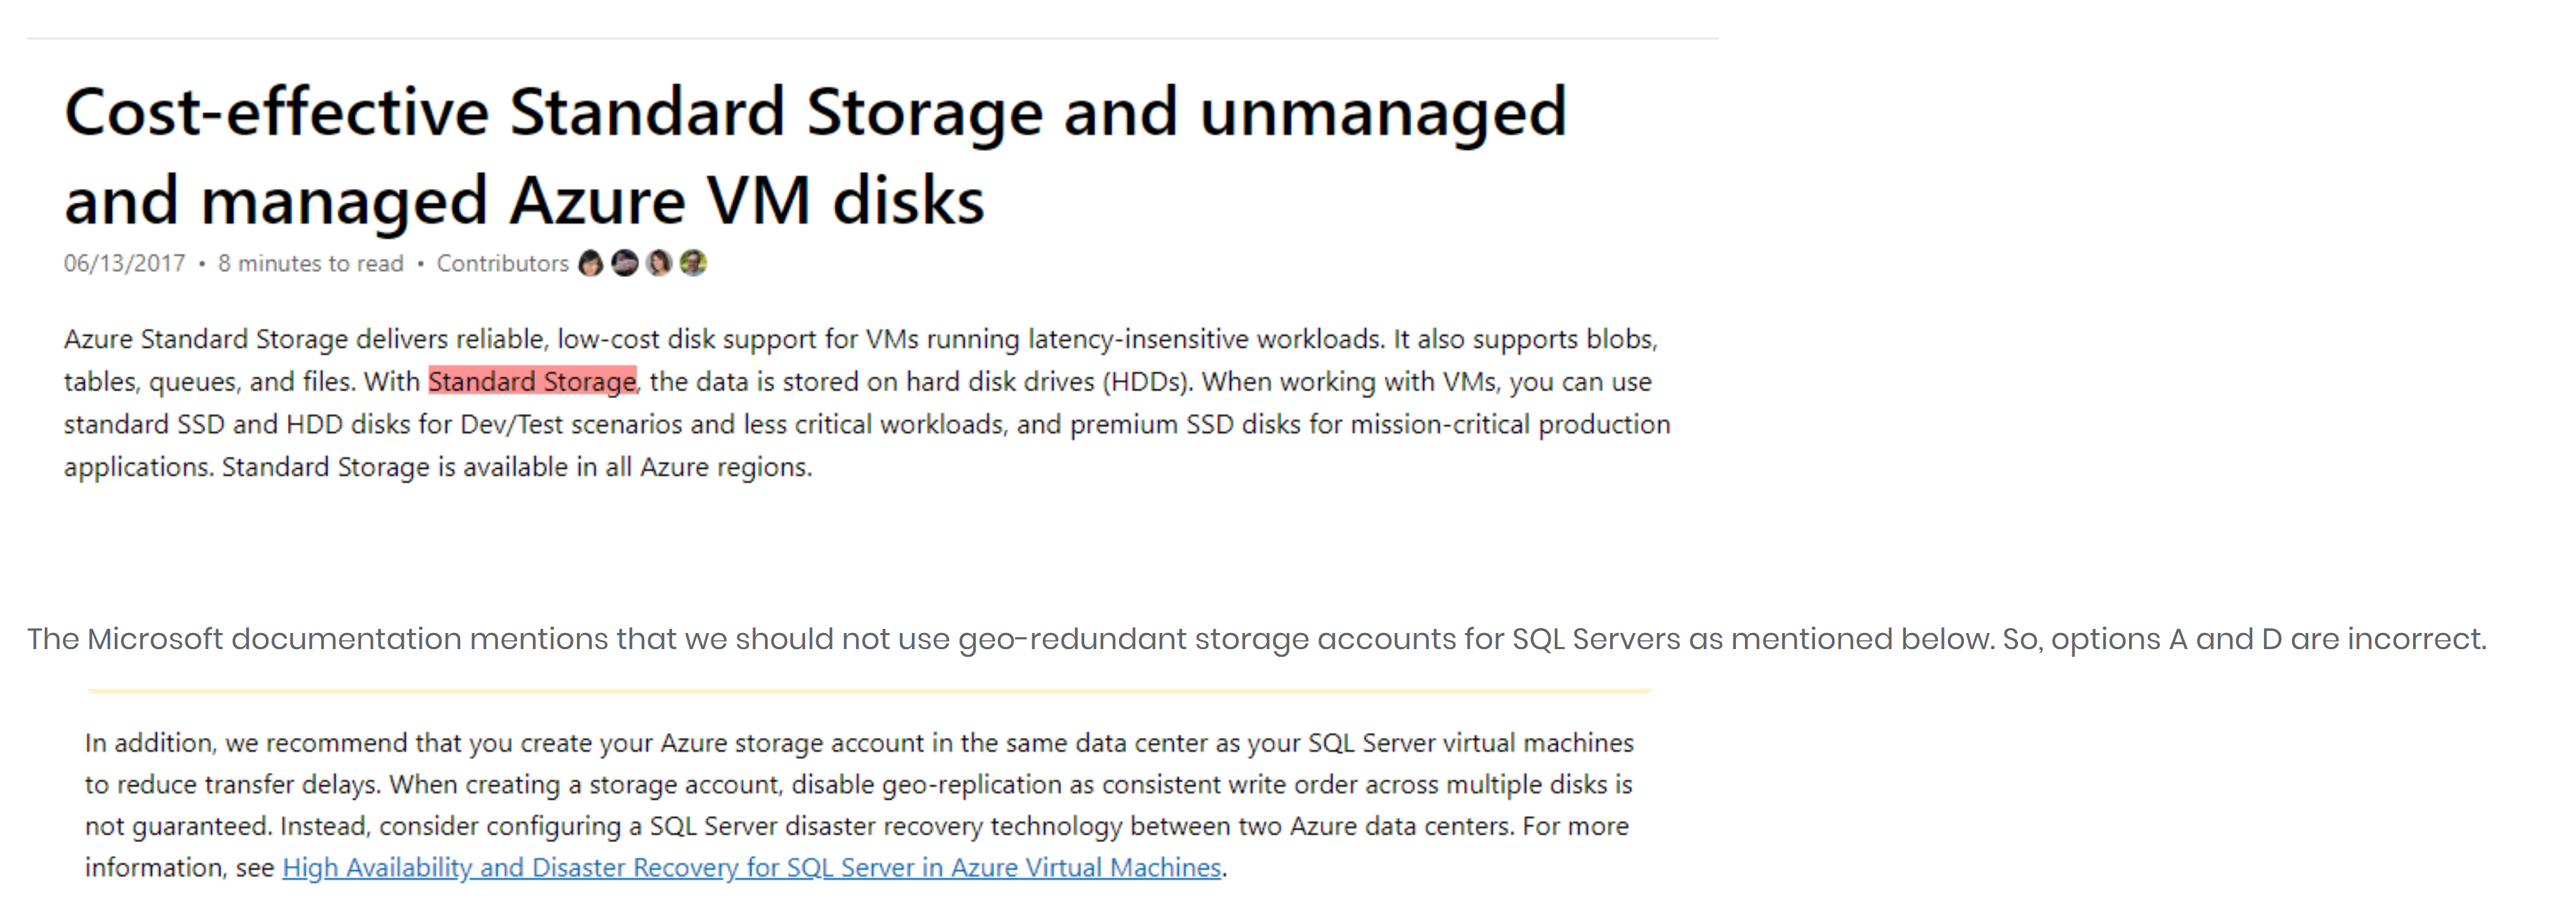 Cost-effective Standard Storage and unmanaged
and managed Azure VM disks
06/13/2017 • 8 minutes to read • Contributors
Azure Standard Storage delivers reliable, low-cost disk support for VMs running latency-insensitive workloads. It also supports blobs,
tables, queues, and files. With Standard Storage, the data is stored on hard disk drives (HDDs). When working with VMs, you can use
standard SSD and HDD disks for Dev/Test scenarios and less critical workloads, and premium SSD disks for mission-critical production
applications. Standard Storage is available in all Azure regions.
The Microsoft documentation mentions that we should not use geo-redundant storage accounts for SQL Servers as mentioned below. So, options A and D are incorrect.
In addition, we recommend that you create your Azure storage account in the same data center as your SQL Server virtual machines
to reduce transfer delays. When creating a storage account, disable geo-replication as consistent write order across multiple disks is
not guaranteed. Instead, consider configuring a SQL Server disaster recovery technology between two Azure data centers. For more
information, see High Availability and Disaster Recovery for SQL Server in Azure Virtual Machines.